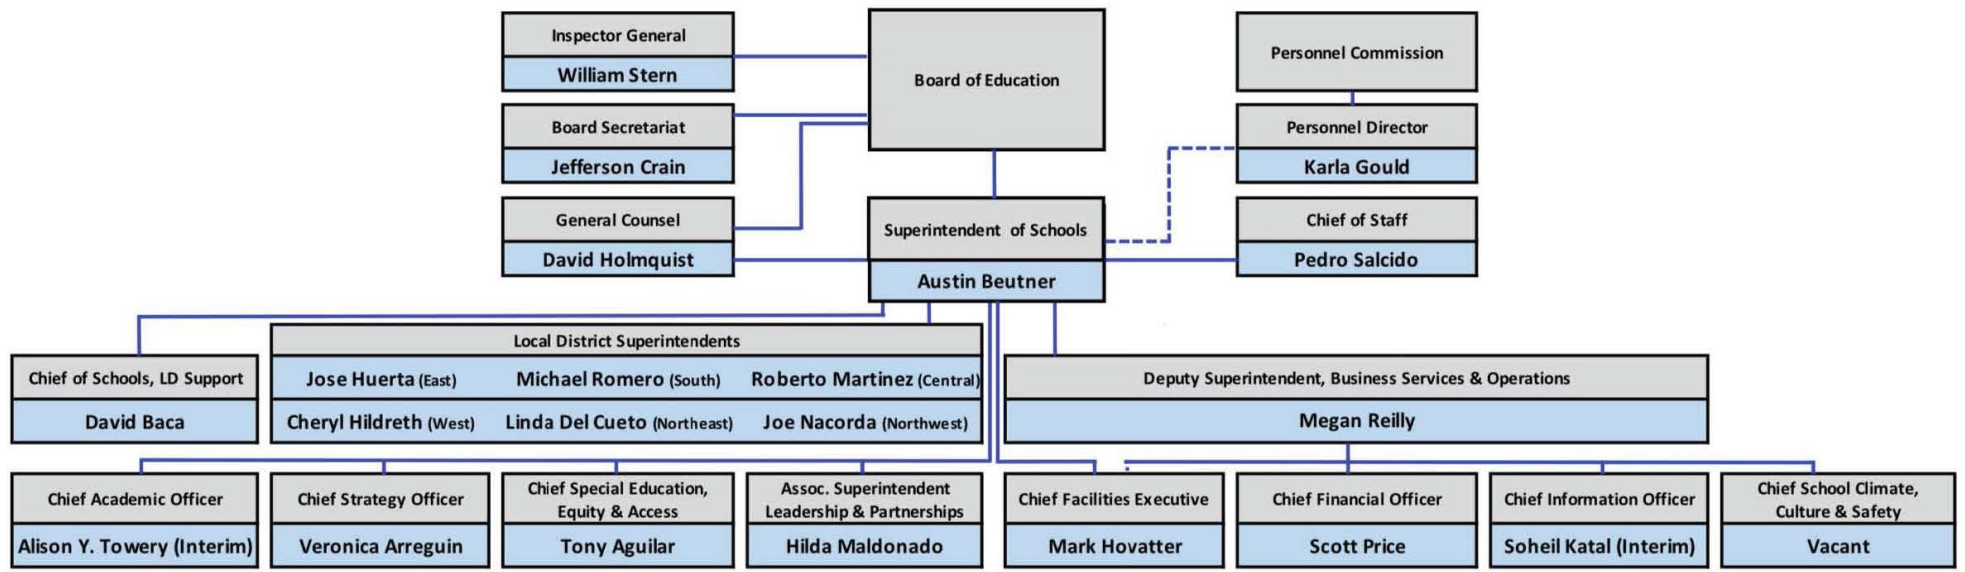 Inspector General
William Stern
Board of Education
Personnel Commission
Board Secretariat
Jefferson Crain
Personnel Director
Karla Gould
General Counsel
David Holmquist
Superintendent of Schools
Austin Beutner
Chief of Staff
Pedro Salcido
Chief of Schools, LD Support
David Baca
Local District Superintendents
Jose Huerta (East) Michael Romero (South) Roberto Martinez (Central)
Cheryl Hildreth (West) Linda Del Cueto (Northeast) Joe Nacorda (Northwest)
Deputy Superintendent, Business Services & Operations
Megan Reilly
Chief Academic Officer
Alison Y. Towery (Interim)
Chief Strategy Officer
Veronica Arreguin
Chief Special Education,
Equity & Access
Tony Aguilar
Assoc. Superintendent
Leadership & Partnerships
Hilda Maldonado
Chief Facilities Executive
Mark Hovatter
Chief Financial Officer
Scott Price
Chief Information Officer
Soheil Katal (Interim)
Chief School Climate,
Culture & Safety
Vacant